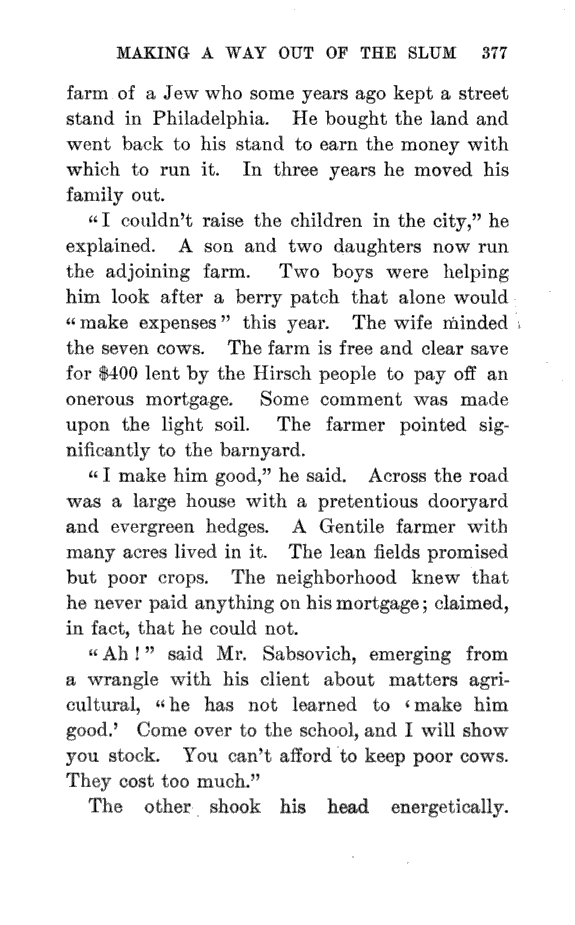 MAKING A WAY OUT OF THE SLUM 377
farm of a Jew who some years ago kept a street
stand in Philadelphia. He bought the land and
went back to his stand to earn the money with
which to run it. In three years he moved his
family out.
“I couldn’t raise the children in the city,” he
explained. A son and two daughters now run
the adjoining farm. Two boys were helping
him look after a berry patch that alone would
“make expenses” this year. The wife minded
the seven cows. The farm is free and clear save
for $400 lent by the Hirsch people to pay off an
onerous mortgage. Some comment was made
upon the light soil. The farmer pointed sig-
nificantly to the barnyard.
“I make him good,” he said. Across the road
was a large house with a pretentious dooryard
and evergreen hedges. A Gentile farmer with
many acres lived in it. The lean fields promised
but poor crops. The neighborhood knew that
he never paid anything on his mortgage; claimed,
in fact, that he could not.
“Ah!” said Mr. Sabsovich, emerging from
a wrangle with his client about matters agri-
cultural, “he has not learned to ‘make him
good.’ Come over to the school, and I will show
you stock. You can’t afford to keep poor cows.
They cost too much.”
The other shook his head energetically.